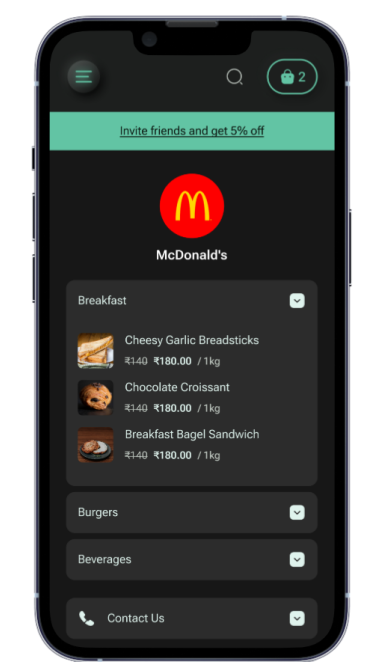 2
Invite friends and get 5% off
McDonald's
Breakfast
Cheesy Garlic Breadsticks
₹140 ₹180.00 / 1kg
Chocolate Croissant
₹140 ₹180.00 / 1kg
Breakfast Bagel Sandwich
₹140 ₹180.00 / 1kg
Burgers
Beverages
Contact Us